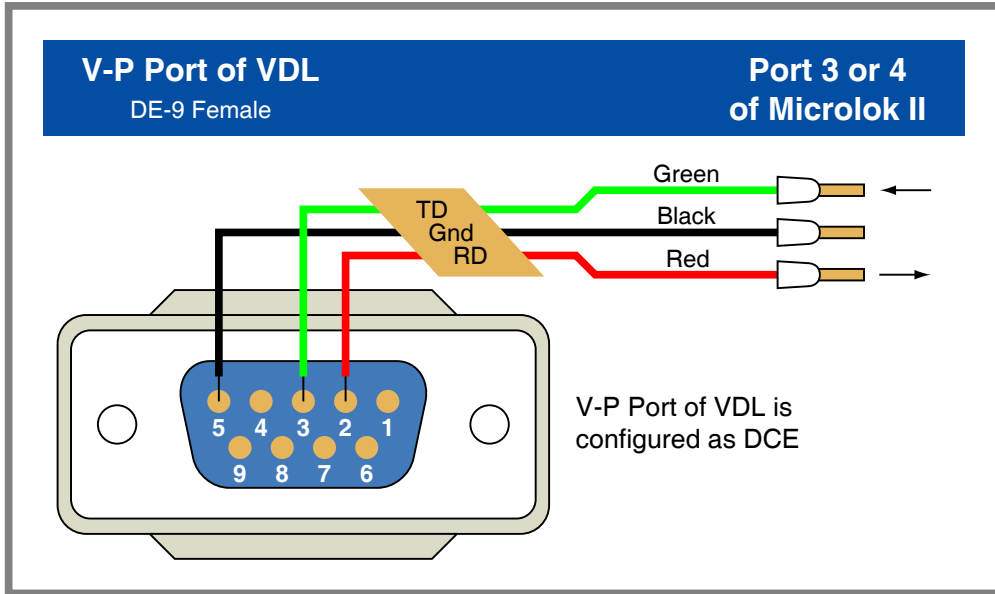 V-P Port of VDL
DE-9 Female
Port 3 or 4
of Microlok II
Green
Black
Red
TD
Gnd
RD
5 4 3 2 1
9 8 7 6
V-P Port of VDL is
configured as DCE